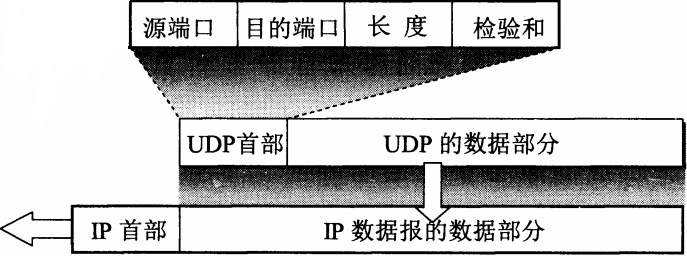 源端口 目的端口 长 度 检验和
UDP首部 UDP 的数据部分
IP 首部 IP 数据报的数据部分